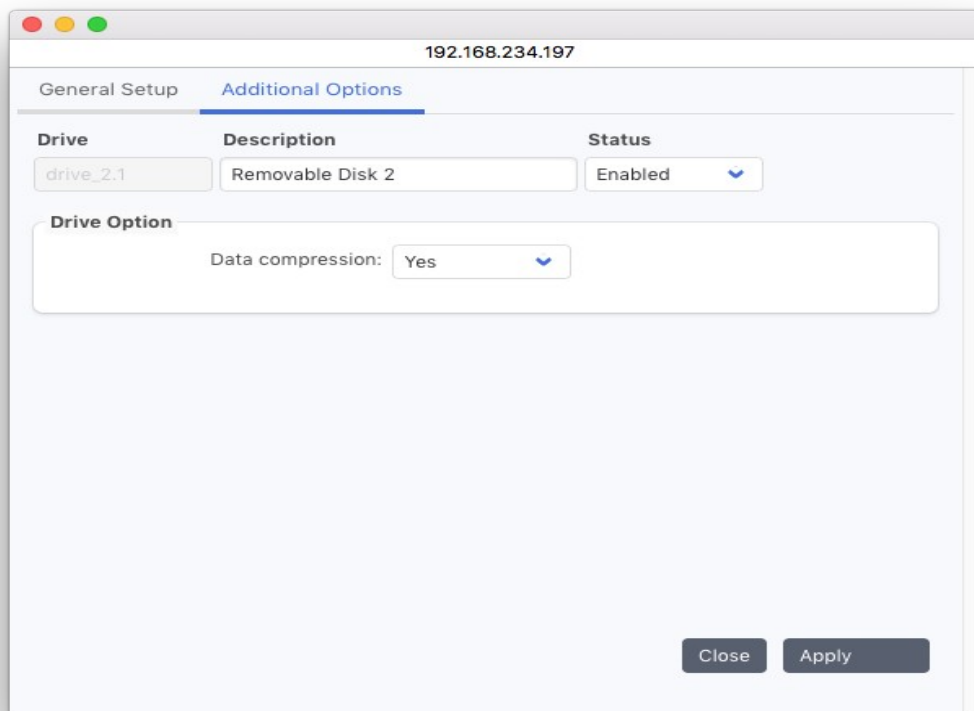 192.168.234.197
General Setup Additional Options
Drive Description Status
drive_2.1 Removable Disk 2 Enabled
Drive Option
Data compression: Yes
Close Apply